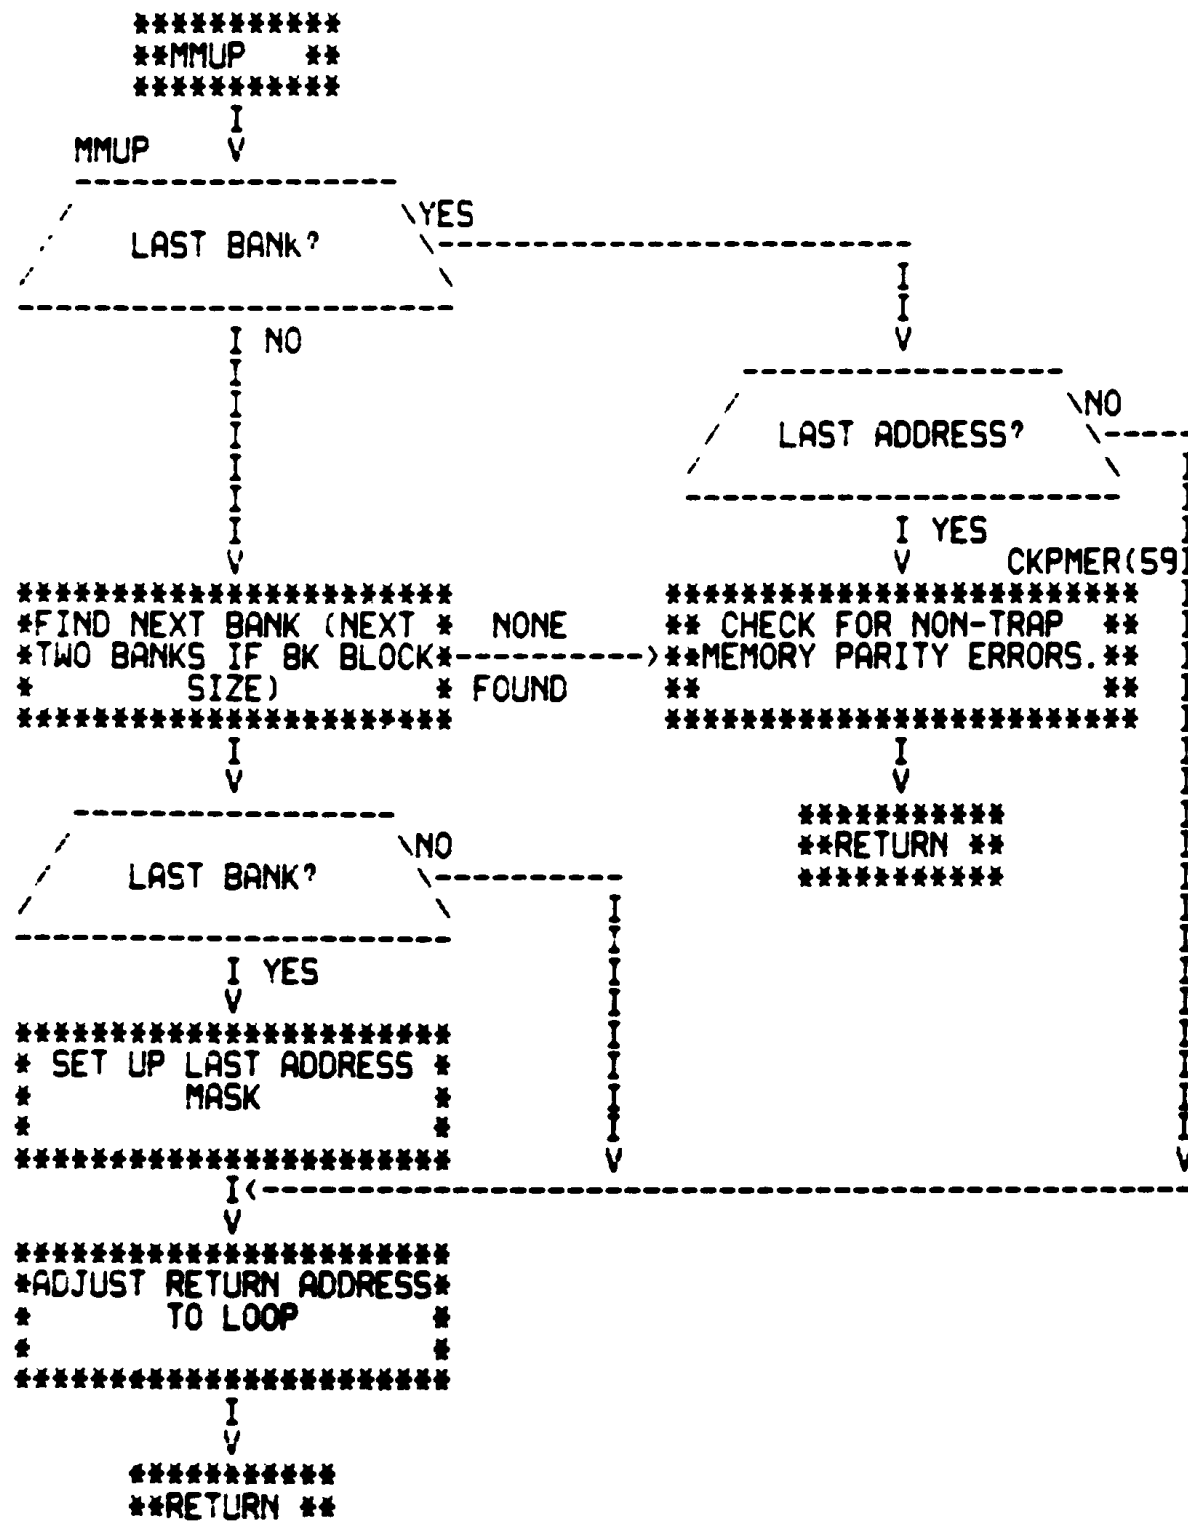 **MMUP **
MMUP
YES
LAST BANK?
NO
NO
LAST ADDRESS?
YES
CKPMER(59)
*FIND NEXT BANK (NEXT * NONE
*TWO BANKS IF 8K BLOCK*
* SIZE) * FOUND
** CHECK FOR NON-TRAP **
**MEMORY PARITY ERRORS.**
**RETURN **
NO
LAST BANK?
YES
* SET UP LAST ADDRESS *
* MASK *
*ADJUST RETURN ADDRESS*
* TO LOOP *
**RETURN **